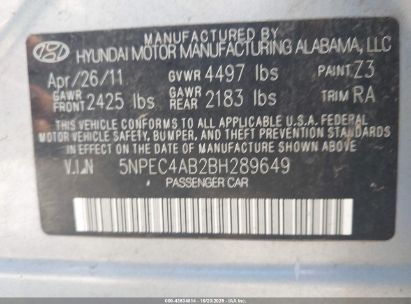 MANUFACTURED BY
HYUNDAI MOTOR MANUFACTURING ALABAMA, LLC
Apr/26/11 GVWR 4497 lbs PAINT Z3
GAWR FRONT 2425 lbs GAWR REAR 2183 lbs TRIM RA
THIS VEHICLE CONFORMS TO ALL APPLICABLE U.S.A. FEDERAL
MOTOR VEHICLE SAFETY, BUMPER, AND THEFT PREVENTION STANDARDS
IN EFFECT ON THE DATE OF MANUFACTURE SHOWN ABOVE.
V.I.N 5NPEC4AB2BH289649
PASSENGER CAR